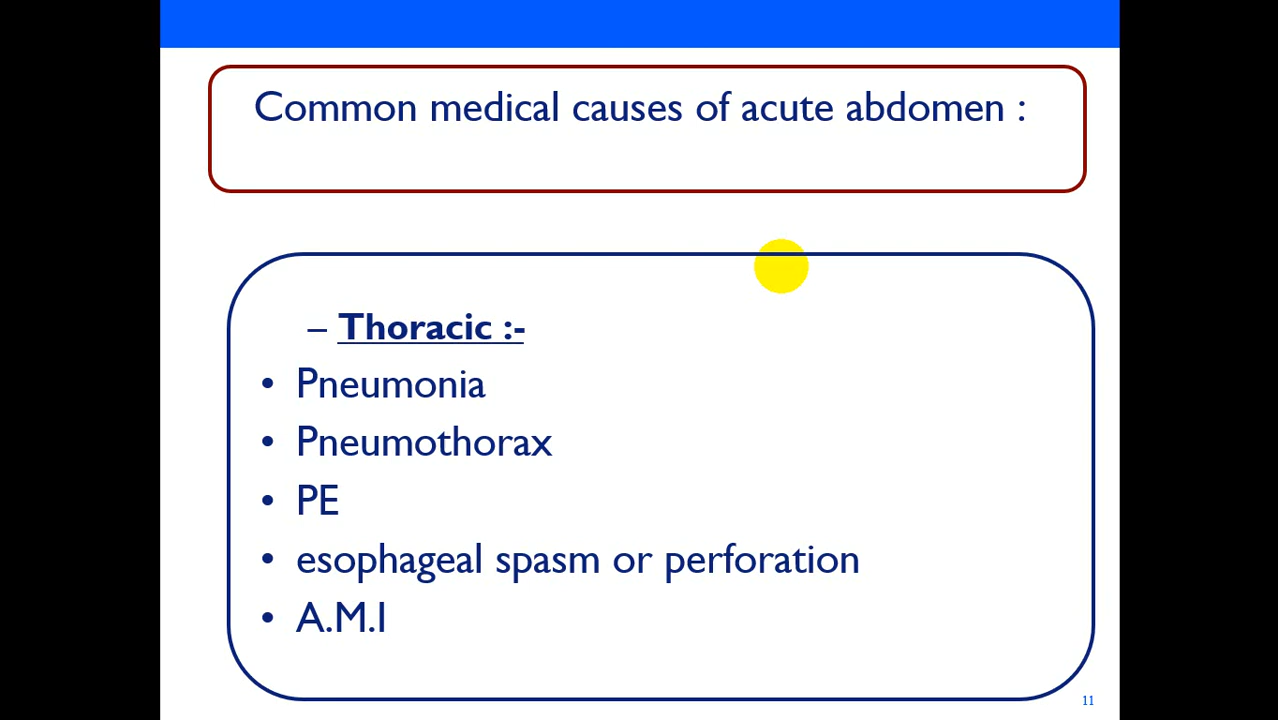 Common medical causes of acute abdomen :
– Thoracic :-
• Pneumonia
• Pneumothorax
• PE
• esophageal spasm or perforation
• A.M.I
11